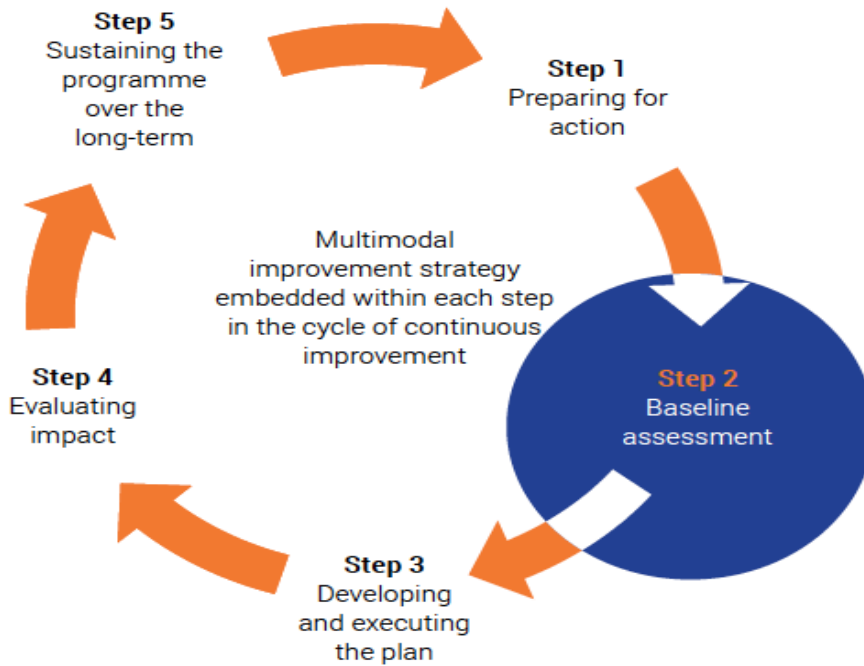 Step 5
Sustaining the
programme
over the
long-term
Step 1
Preparing for
action
Multimodal
improvement strategy
embedded within each step
in the cycle of continuous
improvement
Step 2
Baseline
assessment
Step 4
Evaluating
impact
Step 3
Developing
and executing
the plan